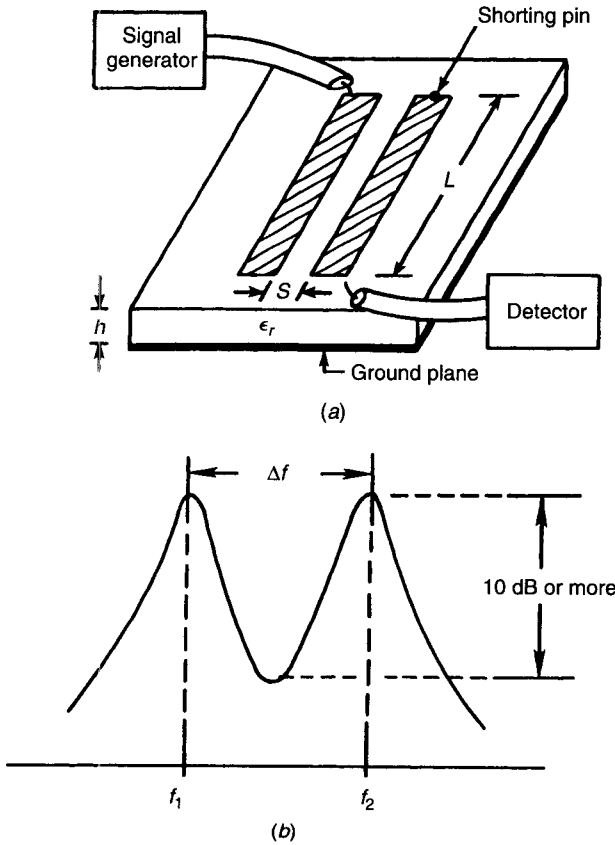 Shorting pin
Signal
generator
L
S
h
ϵr
Detector
Ground plane
(a)
Δf
10 dB or more
f1
f2
(b)